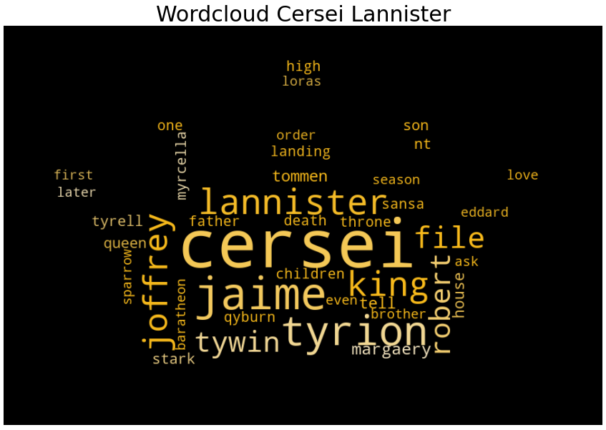 Wordcloud Cersei Lannister
high
loras
one
son
order
nt
myrcella
landing
first
tommen
season
love
later
lannister
sansa
eddard
tyrell
father
death
throne
queen
cersei
file
joffrey
sparrow
children
ask
baratheon
jaime
king
robert
house
even
tell
qyburn
brother
tywin
tyrion
margaery
stark